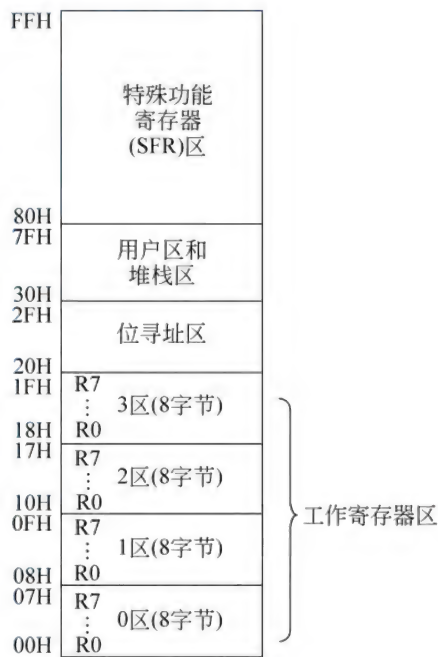 FFH
特殊功能
寄存器
(SFR)区
80H
7FH
用户区和
堆栈区
30H
2FH
位寻址区
20H
1FH
R7
⋮
3区(8字节)
18H
R0
17H
R7
⋮
2区(8字节)
10H
R0
工作寄存器区
0FH
R7
⋮
1区(8字节)
08H
R0
07H
R7
⋮
0区(8字节)
00H
R0